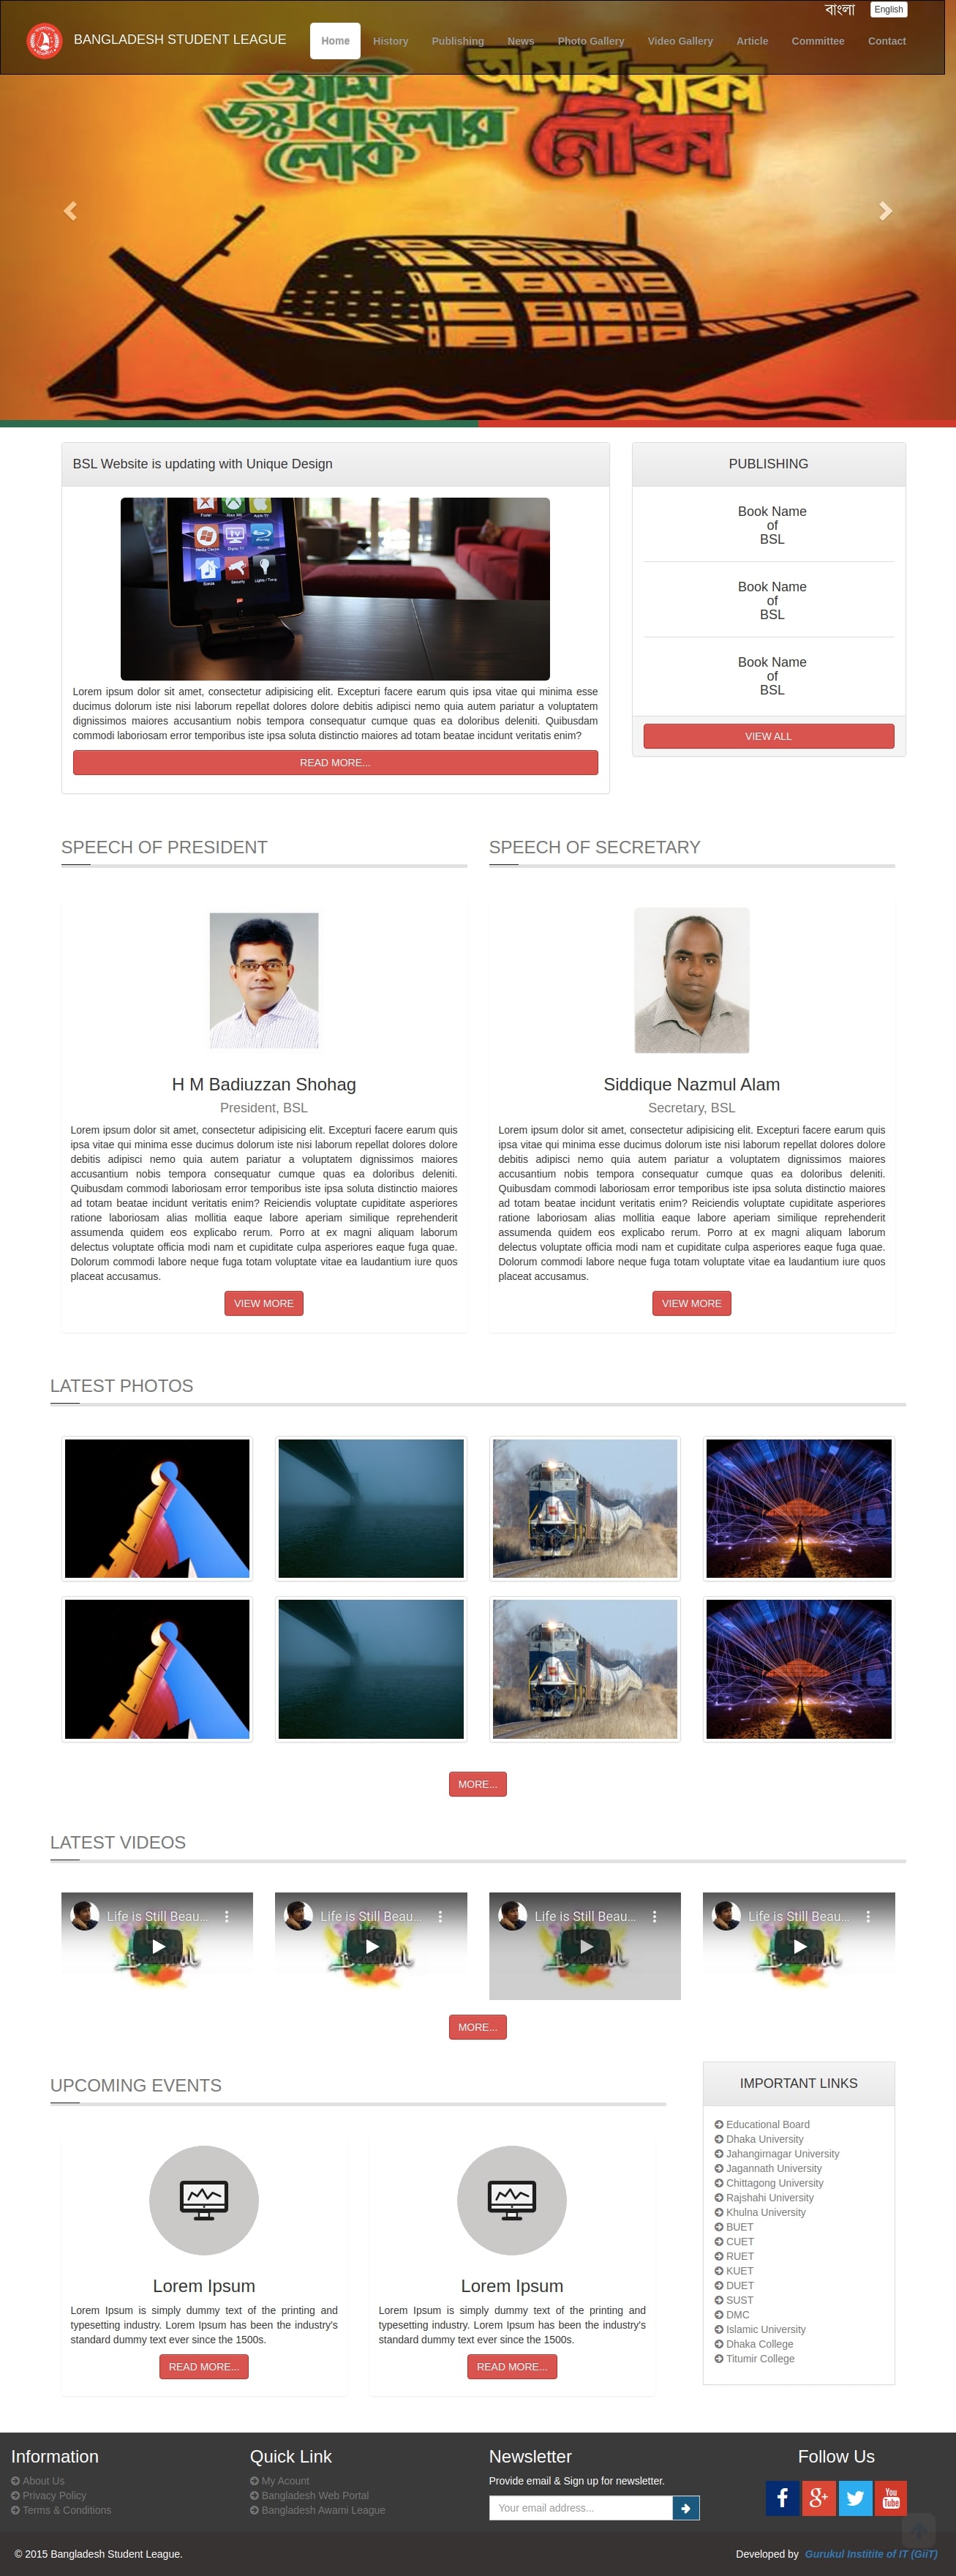 বাংলা English
BANGLADESH STUDENT LEAGUE
Home History Publishing News Photo Gallery Video Gallery Article Committee Contact
আমি
জয় বাংলার
লোক
আমার মার্কা
নৌকা
BSL Website is updating with Unique Design
Lorem ipsum dolor sit amet, consectetur adipisicing elit. Excepturi facere earum quis ipsa vitae qui minima esse
ducimus dolorum iste nisi laborum repellat dolores dolore debitis adipisci nemo quia autem pariatur a voluptatem
dignissimos maiores accusantium nobis tempora consequatur cumque quas ea doloribus deleniti. Quibusdam
commodi laboriosam error temporibus iste ipsa soluta distinctio maiores ad totam beatae incidunt veritatis enim?
READ MORE...
PUBLISHING
Book Name
of
BSL
Book Name
of
BSL
Book Name
of
BSL
VIEW ALL
SPEECH OF PRESIDENT
H M Badiuzzan Shohag
President, BSL
Lorem ipsum dolor sit amet, consectetur adipisicing elit. Excepturi facere earum quis
ipsa vitae qui minima esse ducimus dolorum iste nisi laborum repellat dolores dolore
debitis adipisci nemo quia autem pariatur a voluptatem dignissimos maiores
accusantium nobis tempora consequatur cumque quas ea doloribus deleniti.
Quibusdam commodi laboriosam error temporibus iste ipsa soluta distinctio maiores
ad totam beatae incidunt veritatis enim? Reiciendis voluptate cupiditate asperiores
ratione laboriosam alias mollitia eaque labore aperiam similique reprehenderit
assumenda quidem eos explicabo rerum. Porro at ex magni aliquam laborum
delectus voluptate officia modi nam et cupiditate culpa asperiores eaque fuga quae.
Dolorum commodi labore neque fuga totam voluptate vitae ea laudantium iure quos
placeat accusamus.
VIEW MORE
SPEECH OF SECRETARY
Siddique Nazmul Alam
Secretary, BSL
Lorem ipsum dolor sit amet, consectetur adipisicing elit. Excepturi facere earum quis
ipsa vitae qui minima esse ducimus dolorum iste nisi laborum repellat dolores dolore
debitis adipisci nemo quia autem pariatur a voluptatem dignissimos maiores
accusantium nobis tempora consequatur cumque quas ea doloribus deleniti.
Quibusdam commodi laboriosam error temporibus iste ipsa soluta distinctio maiores
ad totam beatae incidunt veritatis enim? Reiciendis voluptate cupiditate asperiores
ratione laboriosam alias mollitia eaque labore aperiam similique reprehenderit
assumenda quidem eos explicabo rerum. Porro at ex magni aliquam laborum
delectus voluptate officia modi nam et cupiditate culpa asperiores eaque fuga quae.
Dolorum commodi labore neque fuga totam voluptate vitae ea laudantium iure quos
placeat accusamus.
VIEW MORE
LATEST PHOTOS
MORE...
LATEST VIDEOS
Life is Still Beau...
Life is Still Beau...
Life is Still Beau...
Life is Still Beau...
MORE...
UPCOMING EVENTS
Lorem Ipsum
Lorem Ipsum is simply dummy text of the printing and
typesetting industry. Lorem Ipsum has been the industry's
standard dummy text ever since the 1500s.
READ MORE...
Lorem Ipsum
Lorem Ipsum is simply dummy text of the printing and
typesetting industry. Lorem Ipsum has been the industry's
standard dummy text ever since the 1500s.
READ MORE...
IMPORTANT LINKS
Educational Board
Dhaka University
Jahangirnagar University
Jagannath University
Chittagong University
Rajshahi University
Khulna University
BUET
CUET
RUET
KUET
DUET
SUST
DMC
Islamic University
Dhaka College
Titumir College
Information
About Us
Privacy Policy
Terms & Conditions
Quick Link
My Acount
Bangladesh Web Portal
Bangladesh Awami League
Newsletter
Provide email & Sign up for newsletter.
Your email address...
Follow Us
You
Tube
© 2015 Bangladesh Student League.
Developed by Gurukul Institite of IT (GiiT)